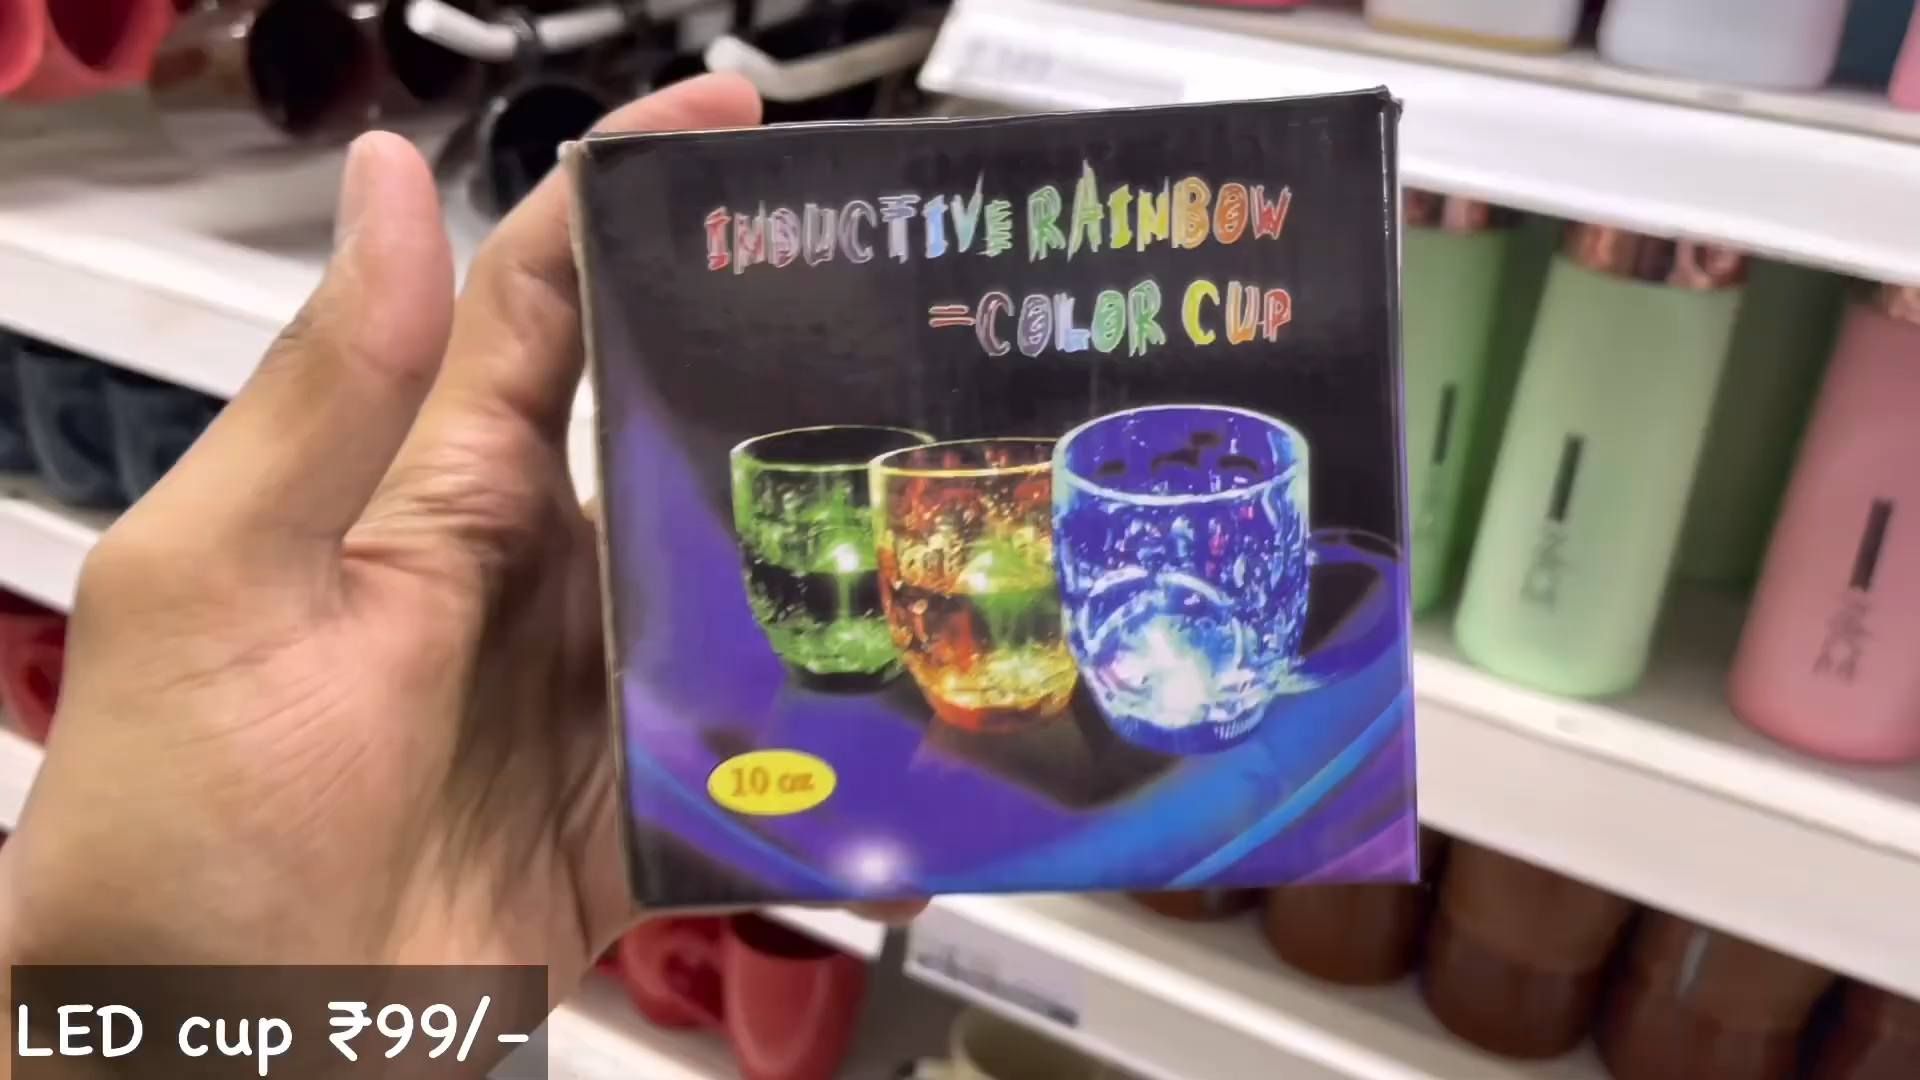 INDUCTIVE RAINBOW
=COLOR CUP
10 oz
LED cup ₹99/-